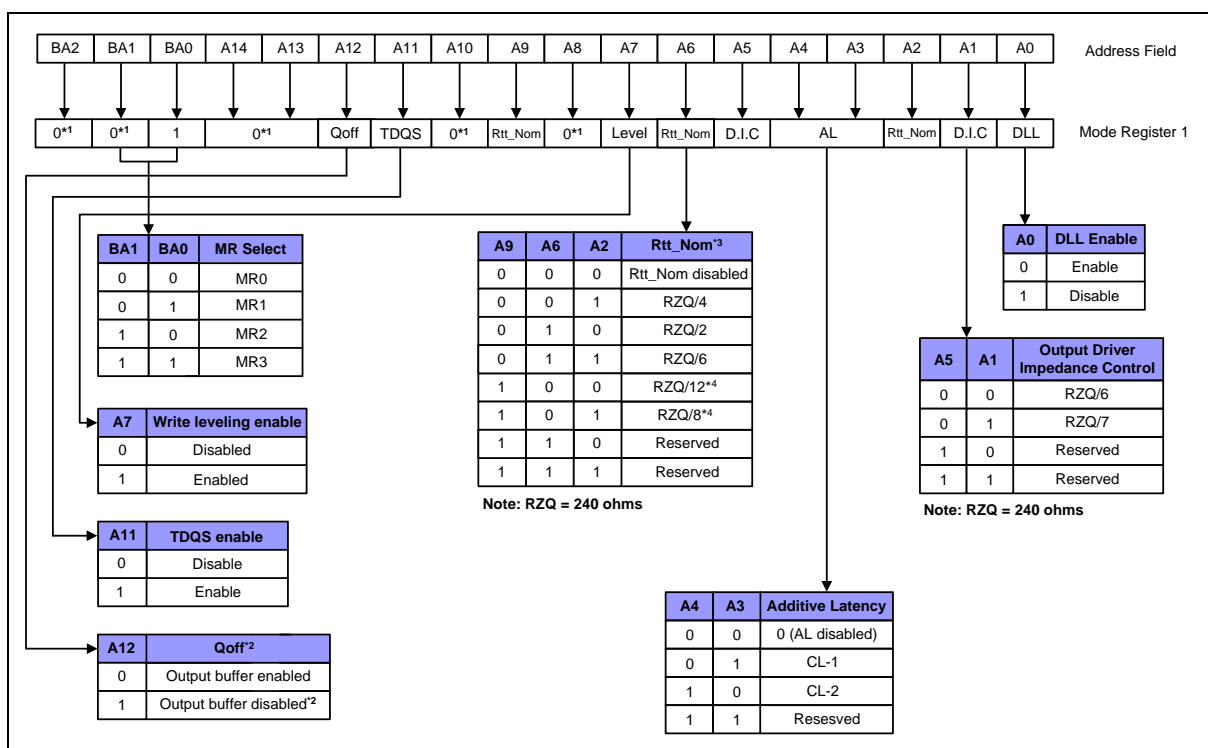 BA2 BA1 BA0 A14 A13 A12 A11 A10 A9 A8 A7 A6 A5 A4 A3 A2 A1 A0 Address Field
0*1 0*1 1 0*1 Qoff TDQS 0*1 Rtt_Nom 0*1 Level Rtt_Nom D.I.C AL Rtt_Nom D.I.C DLL Mode Register 1
BA1 BA0 MR Select
0 0 MR0
0 1 MR1
1 0 MR2
1 1 MR3
A9 A6 A2 Rtt_Nom*3
0 0 0 Rtt_Nom disabled
0 0 1 RZQ/4
0 1 0 RZQ/2
0 1 1 RZQ/6
1 0 0 RZQ/12*4
1 0 1 RZQ/8*4
1 1 0 Reserved
1 1 1 Reserved
Note: RZQ = 240 ohms
A0 DLL Enable
0 Enable
1 Disable
A5 A1 Output Driver
Impedance Control
0 0 RZQ/6
0 1 RZQ/7
1 0 Reserved
1 1 Reserved
Note: RZQ = 240 ohms
A7 Write leveling enable
0 Disabled
1 Enabled
A11 TDQS enable
0 Disable
1 Enable
A12 Qoff*2
0 Output buffer enabled
1 Output buffer disabled*2
A4 A3 Additive Latency
0 0 0 (AL disabled)
0 1 CL-1
1 0 CL-2
1 1 Resesved